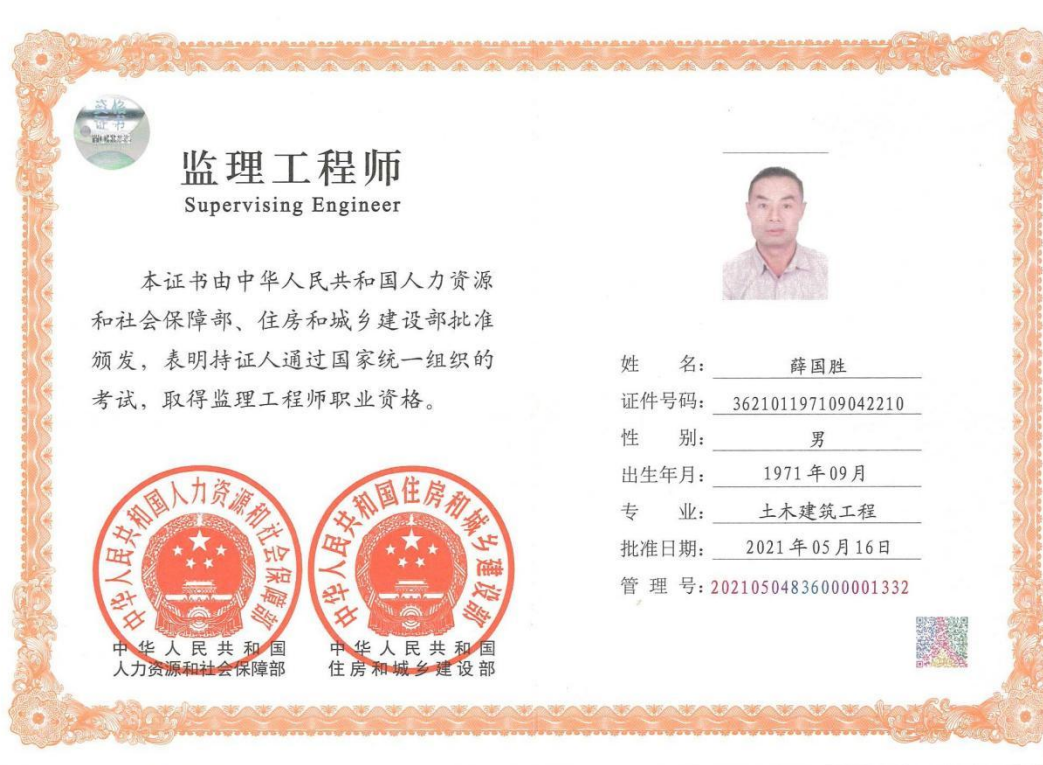 资格
证书
监理工程师
Supervising Engineer
本证书由中华人民共和国人力资源
和社会保障部、住房和城乡建设部批准
颁发，表明持证人通过国家统一组织的
考试，取得监理工程师职业资格。
中华人民共和国人力资源和社会保障部
中华人民共和国住房和城乡建设部
中华人民共和国
人力资源和社会保障部
中华人民共和国
住房和城乡建设部
姓 名：薛国胜
证件号码：362101197109042210
性 别：男
出生年月：1971年09月
专 业：土木建筑工程
批准日期：2021年05月16日
管 理 号：20210504836000001332